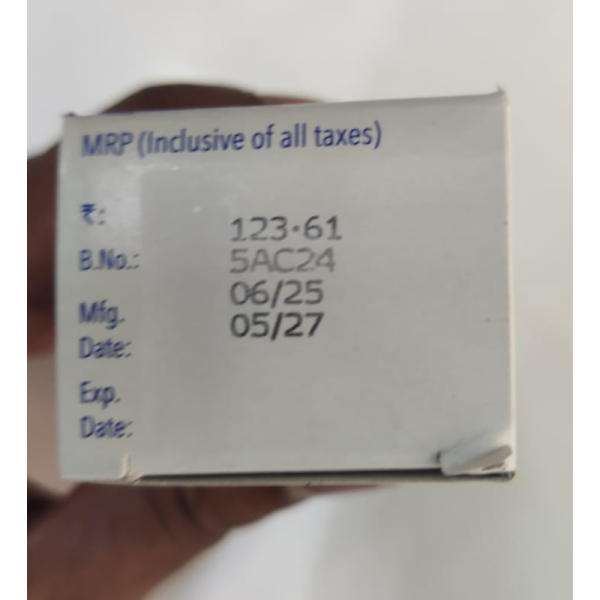 MRP (Inclusive of all taxes)
₹: 123.61
B.No.: 5AC24
Mfg. 06/25
Date: 05/27
Exp.
Date: